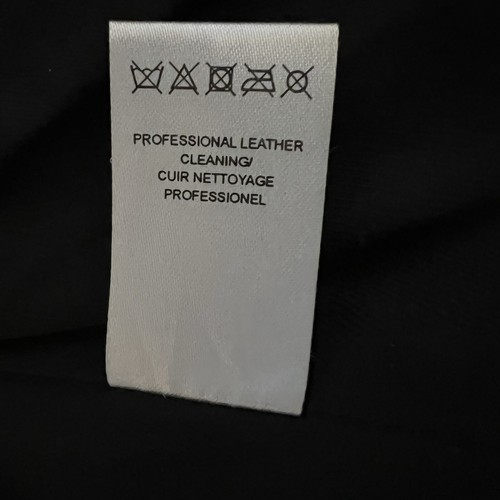 PROFESSIONAL LEATHER
CLEANING/
CUIR NETTOYAGE
PROFESSIONEL